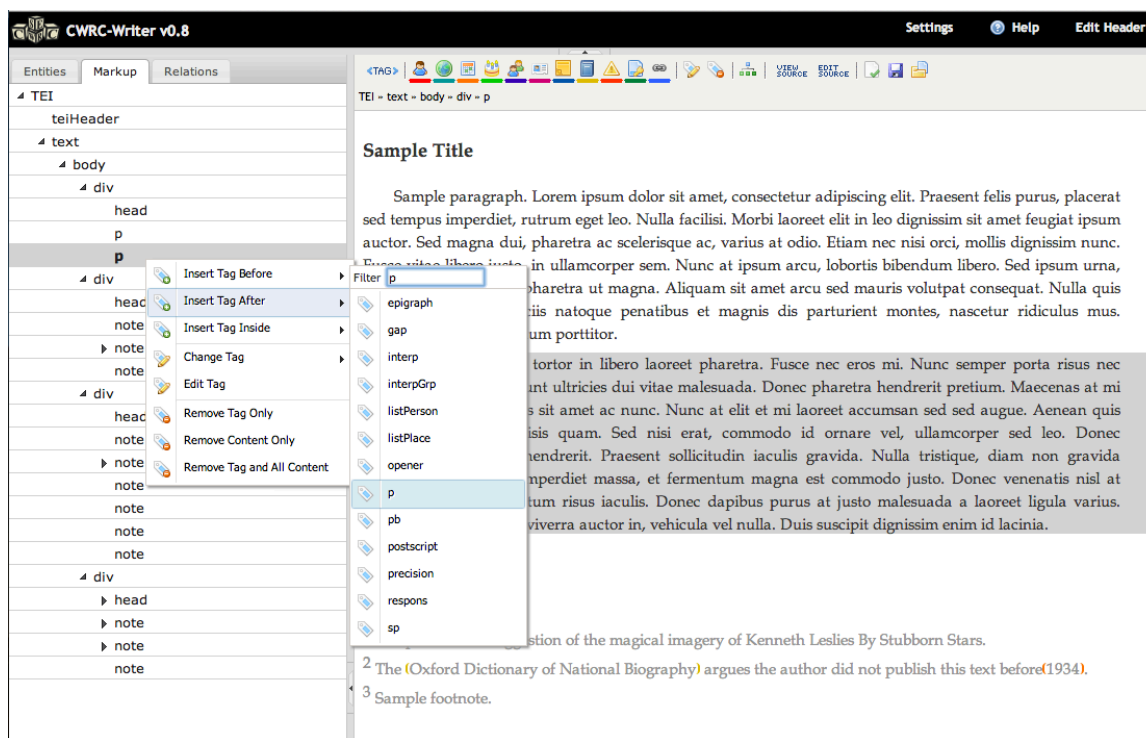 CWRC-Writer v0.8
Settings
Help
Edit Header
Entities
Markup
Relations
<TAG>
VIEW SOURCE
EDIT SOURCE
TEI » text » body » div » p
TEI
teiHeader
text
body
div
head
p
p
div
head
note
note
note
div
head
note
note
note
note
note
note
div
head
note
note
note
Insert Tag Before
Insert Tag After
Insert Tag Inside
Change Tag
Edit Tag
Remove Tag Only
Remove Content Only
Remove Tag and All Content
Filter p
epigraph
gap
interp
interpGrp
listPerson
listPlace
opener
p
pb
postscript
precision
respons
sp
Sample Title
Sample paragraph. Lorem ipsum dolor sit amet, consectetur adipiscing elit. Praesent felis purus, placerat
sed tempus imperdiet, rutrum eget leo. Nulla facilisi. Morbi laoreet elit in leo dignissim sit amet feugiat ipsum
auctor. Sed magna dui, pharetra ac scelerisque ac, varius at odio. Etiam nec nisi orci, mollis dignissim nunc.
Fusce vitae libero justo, in ullamcorper sem. Nunc at ipsum arcu, lobortis bibendum libero. Sed ipsum urna,
pharetra ut magna. Aliquam sit amet arcu sed mauris volutpat consequat. Nulla quis
natoque penatibus et magnis dis parturient montes, nascetur ridiculus mus.
porttitor.
tortor in libero laoreet pharetra. Fusce nec eros mi. Nunc semper porta risus nec
ultricies dui vitae malesuada. Donec pharetra hendrerit pretium. Maecenas at mi
sit amet ac nunc. Nunc at elit et mi laoreet accumsan sed sed augue. Aenean quis
quam. Sed nisi erat, commodo id ornare vel, ullamcorper sed leo. Donec
hendrerit. Praesent sollicitudin iaculis gravida. Nulla tristique, diam non gravida
imperdiet massa, et fermentum magna est commodo justo. Donec venenatis nisl at
risus iaculis. Donec dapibus purus at justo malesuada a laoreet ligula varius.
viverra auctor in, vehicula vel nulla. Duis suscipit dignissim enim id lacinia.
of the magical imagery of Kenneth Leslies By Stubborn Stars.
2 The (Oxford Dictionary of National Biography) argues the author did not publish this text before(1934).
3 Sample footnote.